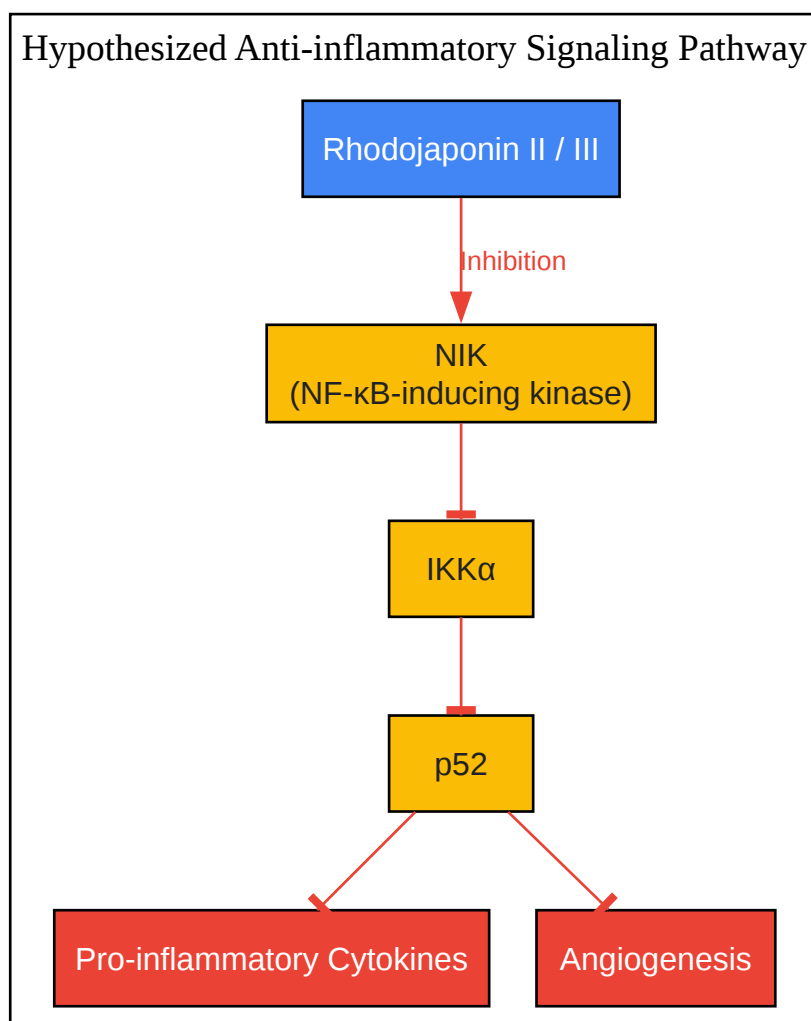 Hypothesized Anti-inflammatory Signaling Pathway
Rhodojaponin II / III
Inhibition
NIK
(NF-κB-inducing kinase)
IKKα
p52
Pro-inflammatory Cytokines
Angiogenesis